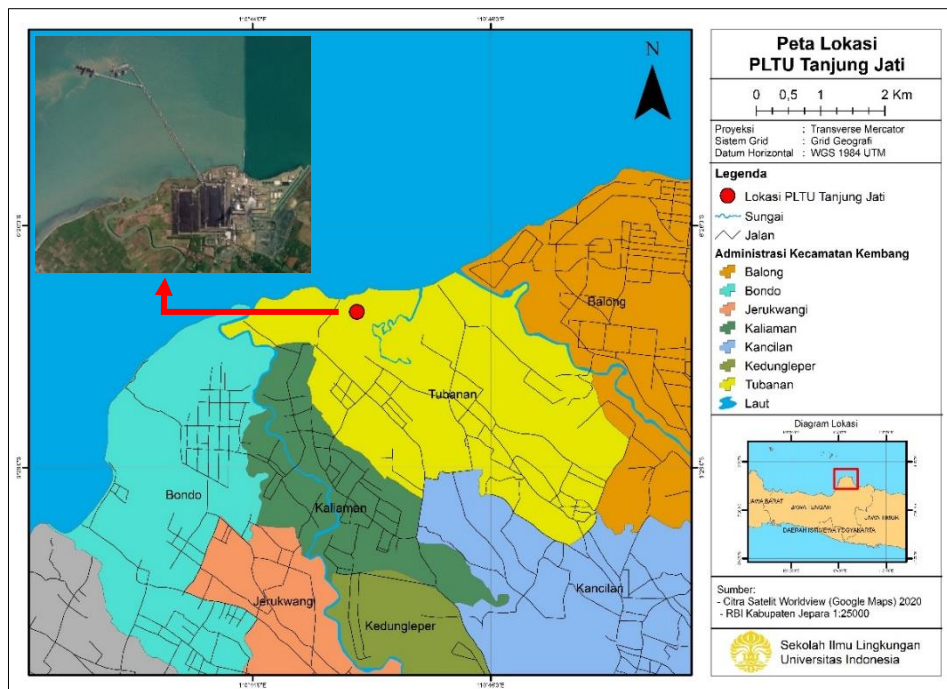 Peta Lokasi
PLTU Tanjung Jati
0 0,5 1 2 Km
Proyeksi : Transverse Mercator
Sistem Grid : Grid Geografi
Datum Horizontal : WGS 1984 UTM
Legenda
Lokasi PLTU Tanjung Jati
Sungai
Jalan
Administrasi Kecamatan Kembang
Balong
Bondo
Jerukwangi
Kaliaman
Kancilan
Kedungleper
Tubanan
Laut
Diagram Lokasi
JAWA BARAT
JAWA TENGAH
JAWA TIMUR
DAERAH ISTIMEWA YOGYAKARTA
Sumber:
- Citra Satelit Worldview (Google Maps) 2020
- RBI Kabupaten Jepara 1:25000
Sekolah Ilmu Lingkungan
Universitas Indonesia
N
Balong
Tubanan
Bondo
Kaliaman
Jerukwangi
Kedungleper
Kancilan